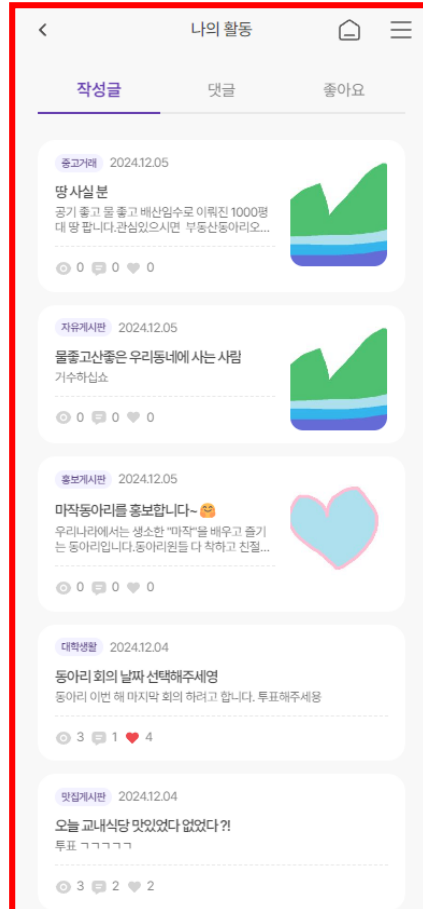 나의 활동
작성글 댓글 좋아요
중고거래 2024.12.05
땅 사실 분
공기 좋고 물 좋고 배산임수로 이뤄진 1000평
대 땅 팝니다.관심있으시면 부동산동아리오...
0 0 0
자유게시판 2024.12.05
물좋고산좋은 우리동네에 사는 사람
거수하십쇼
0 0 0
홍보게시판 2024.12.05
마작동아리를 홍보합니다~ 🤗
우리나라에서는 생소한 "마작"을 배우고 즐기
는 동아리입니다.동아리원들 다 착하고 친절...
0 0 0
대학생활 2024.12.04
동아리 회의 날짜 선택해주세영
동아리 이번 해 마지막 회의 하려고 합니다. 투표해주세용
3 1 4
맛집게시판 2024.12.04
오늘 교내식당 맛있었다 없었다 ?!
투표 ㄱㄱㄱㄱㄱ
3 2 2